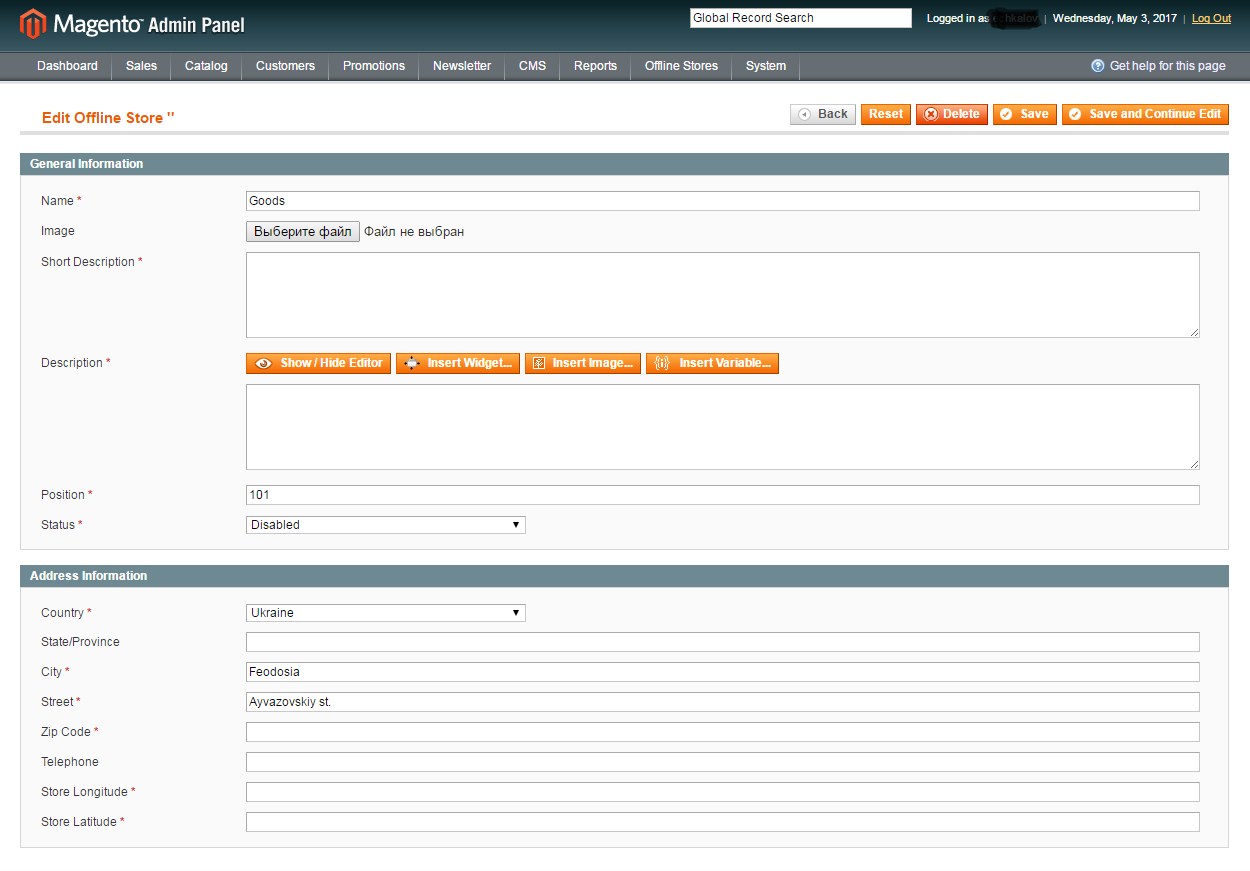 Magento™ Admin Panel
Global Record Search
Logged in as | Wednesday, May 3, 2017 | Log Out
Dashboard Sales Catalog Customers Promotions Newsletter CMS Reports Offline Stores System Get help for this page
Edit Offline Store ''
Back Reset Delete Save Save and Continue Edit
General Information
Name * Goods
Image Выберите файл Файл не выбран
Short Description *
Description * Show / Hide Editor Insert Widget... Insert Image... Insert Variable...
Position * 101
Status * Disabled
Address Information
Country * Ukraine
State/Province
City * Feodosia
Street * Ayvazovskiy st.
Zip Code *
Telephone
Store Longitude *
Store Latitude *